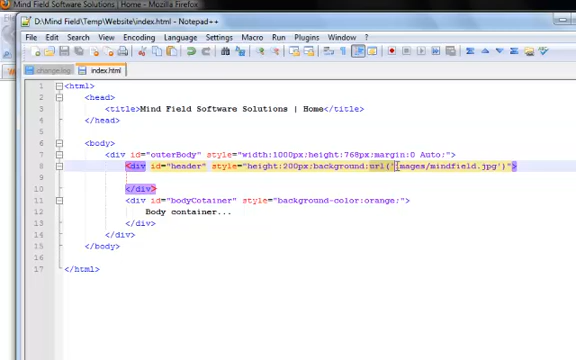 Mind Field Software Solutions | Home - Mozilla Firefox
D:\Mind Field\Temp\Website\index.html - Notepad++
File Edit Search View Encoding Language Settings Macro Run Plugins Window ?
change.log index.html
1 <html>
2 <head>
3 <title>Mind Field Software Solutions | Home</title>
4 </head>
5
6 <body>
7 <div id="outerBody" style="width:1000px;height:768px;margin:0 Auto;">
8 <div id="header" style="height:200px;background:url('images/mindfield.jpg')">
9
10 </div>
11 <div id="bodyCotainer" style="background-color:orange;">
12 Body container...
13 </div>
14 </div>
15 </body>
16
17 </html>